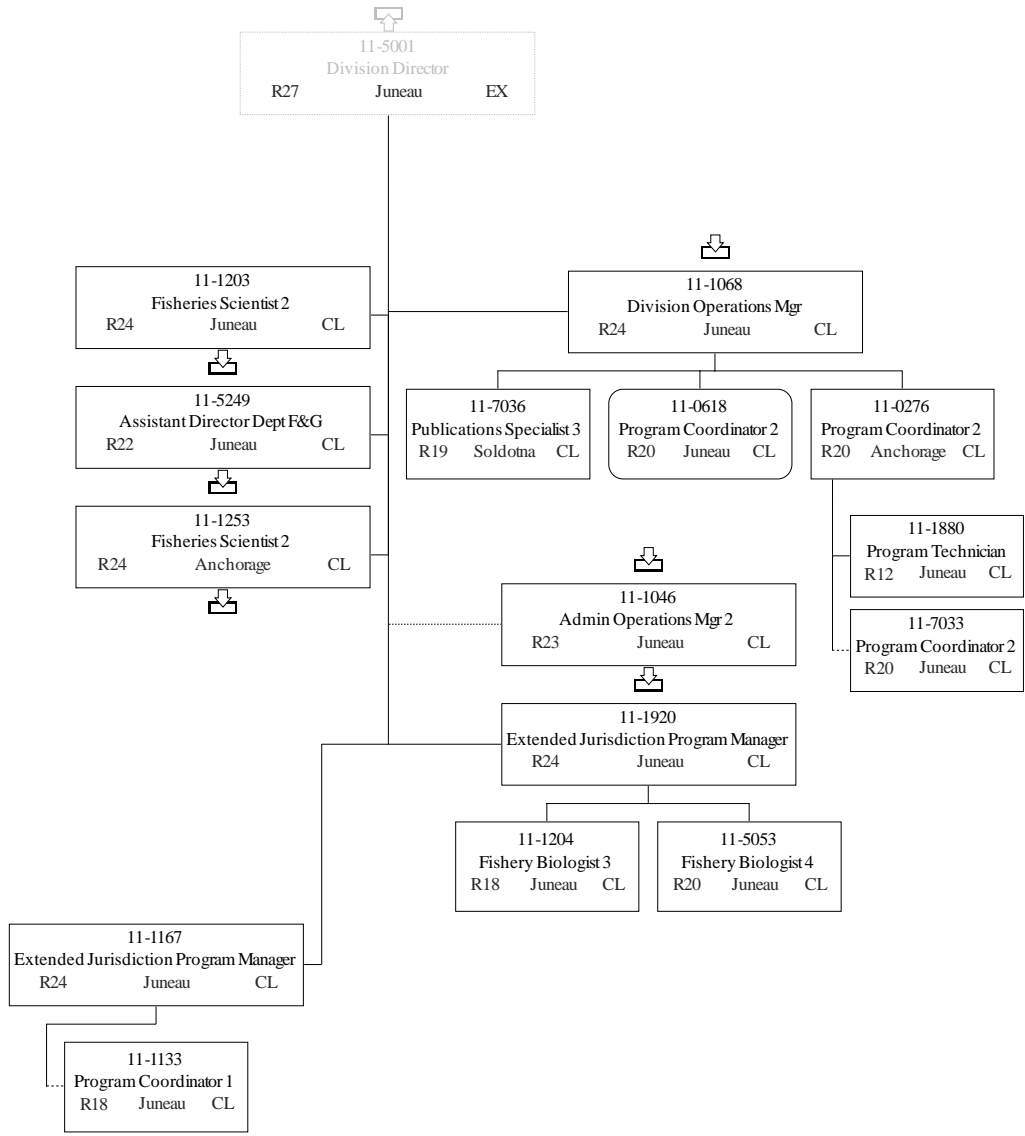 11-5001
Division Director
R27 Juneau EX
11-1203
Fisheries Scientist 2
R24 Juneau CL
11-1068
Division Operations Mgr
R24 Juneau CL
11-5249
Assistant Director Dept F&G
R22 Juneau CL
11-7036
Publications Specialist 3
R19 Soldotna CL
11-0618
Program Coordinator 2
R20 Juneau CL
11-0276
Program Coordinator 2
R20 Anchorage CL
11-1253
Fisheries Scientist 2
R24 Anchorage CL
11-1880
Program Technician
R12 Juneau CL
11-1046
Admin Operations Mgr 2
R23 Juneau CL
11-7033
Program Coordinator 2
R20 Juneau CL
11-1920
Extended Jurisdiction Program Manager
R24 Juneau CL
11-1204
Fishery Biologist 3
R18 Juneau CL
11-5053
Fishery Biologist 4
R20 Juneau CL
11-1167
Extended Jurisdiction Program Manager
R24 Juneau CL
11-1133
Program Coordinator 1
R18 Juneau CL